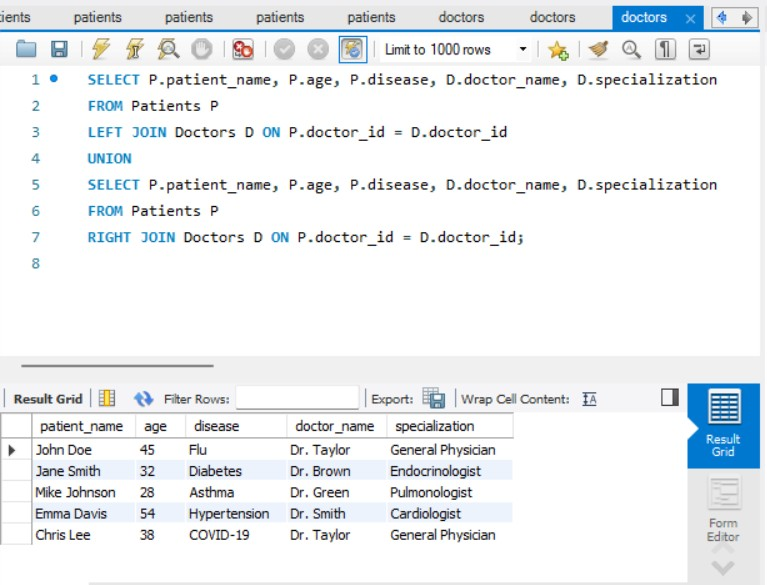 ients patients patients patients patients doctors doctors doctors
Limit to 1000 rows
1 SELECT P.patient_name, P.age, P.disease, D.doctor_name, D.specialization
2 FROM Patients P
3 LEFT JOIN Doctors D ON P.doctor_id = D.doctor_id
4 UNION
5 SELECT P.patient_name, P.age, P.disease, D.doctor_name, D.specialization
6 FROM Patients P
7 RIGHT JOIN Doctors D ON P.doctor_id = D.doctor_id;
8
Result Grid Filter Rows: Export: Wrap Cell Content: IA
patient_name age disease doctor_name specialization
John Doe 45 Flu Dr. Taylor General Physician
Jane Smith 32 Diabetes Dr. Brown Endocrinologist
Mike Johnson 28 Asthma Dr. Green Pulmonologist
Emma Davis 54 Hypertension Dr. Smith Cardiologist
Chris Lee 38 COVID-19 Dr. Taylor General Physician
Result
Grid
Form
Editor